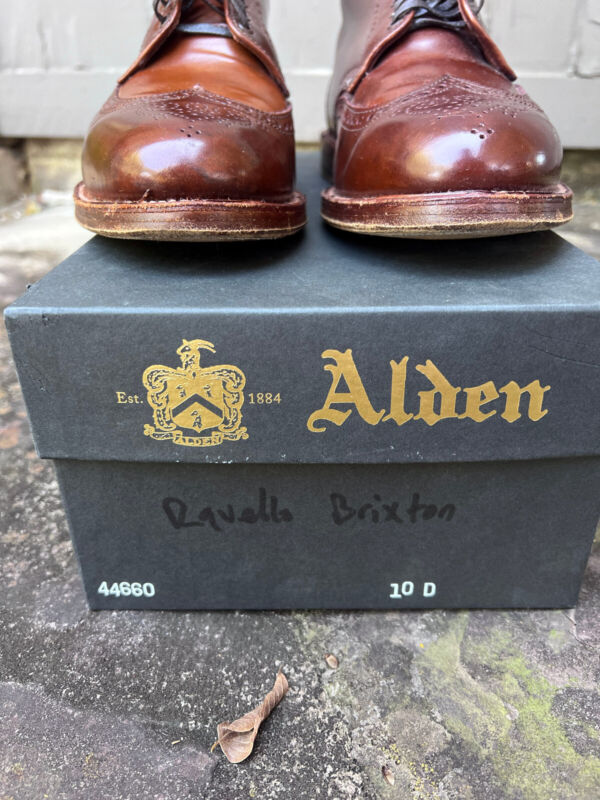 Est. 1884 Alden
ALDEN
Ravello Brixton
44660 10 D